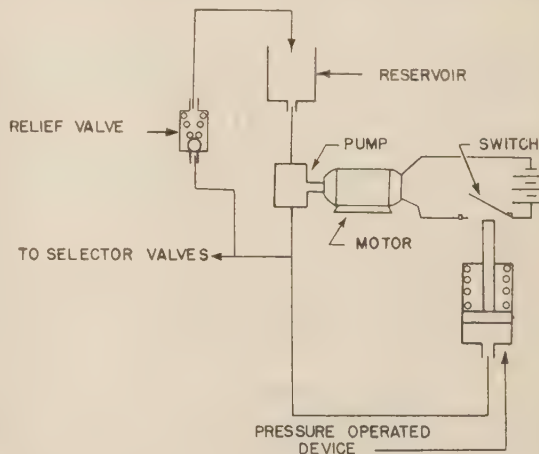 RESERVOIR
RELIEF VALVE
PUMP
SWITCH
MOTOR
TO SELECTOR VALVES
PRESSURE OPERATED
DEVICE